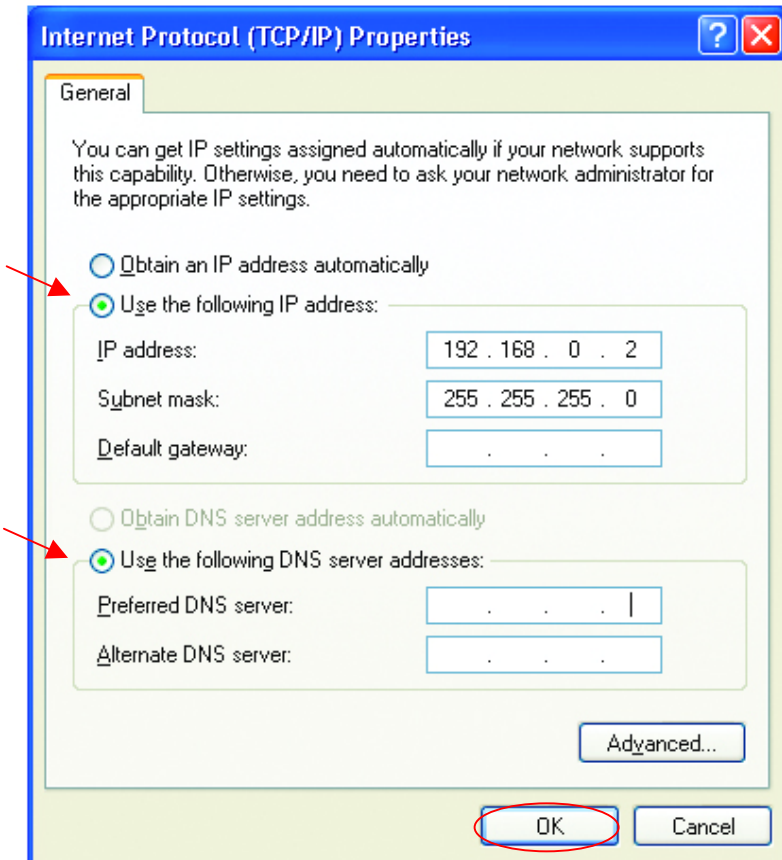 Internet Protocol (TCP/IP) Properties
General
You can get IP settings assigned automatically if your network supports
this capability. Otherwise, you need to ask your network administrator for
the appropriate IP settings.
Obtain an IP address automatically
Use the following IP address:
IP address: 192 . 168 . 0 . 2
Subnet mask: 255 . 255 . 255 . 0
Default gateway: . . .
Obtain DNS server address automatically
Use the following DNS server addresses:
Preferred DNS server: . . .
Alternate DNS server: . . .
Advanced...
OK Cancel